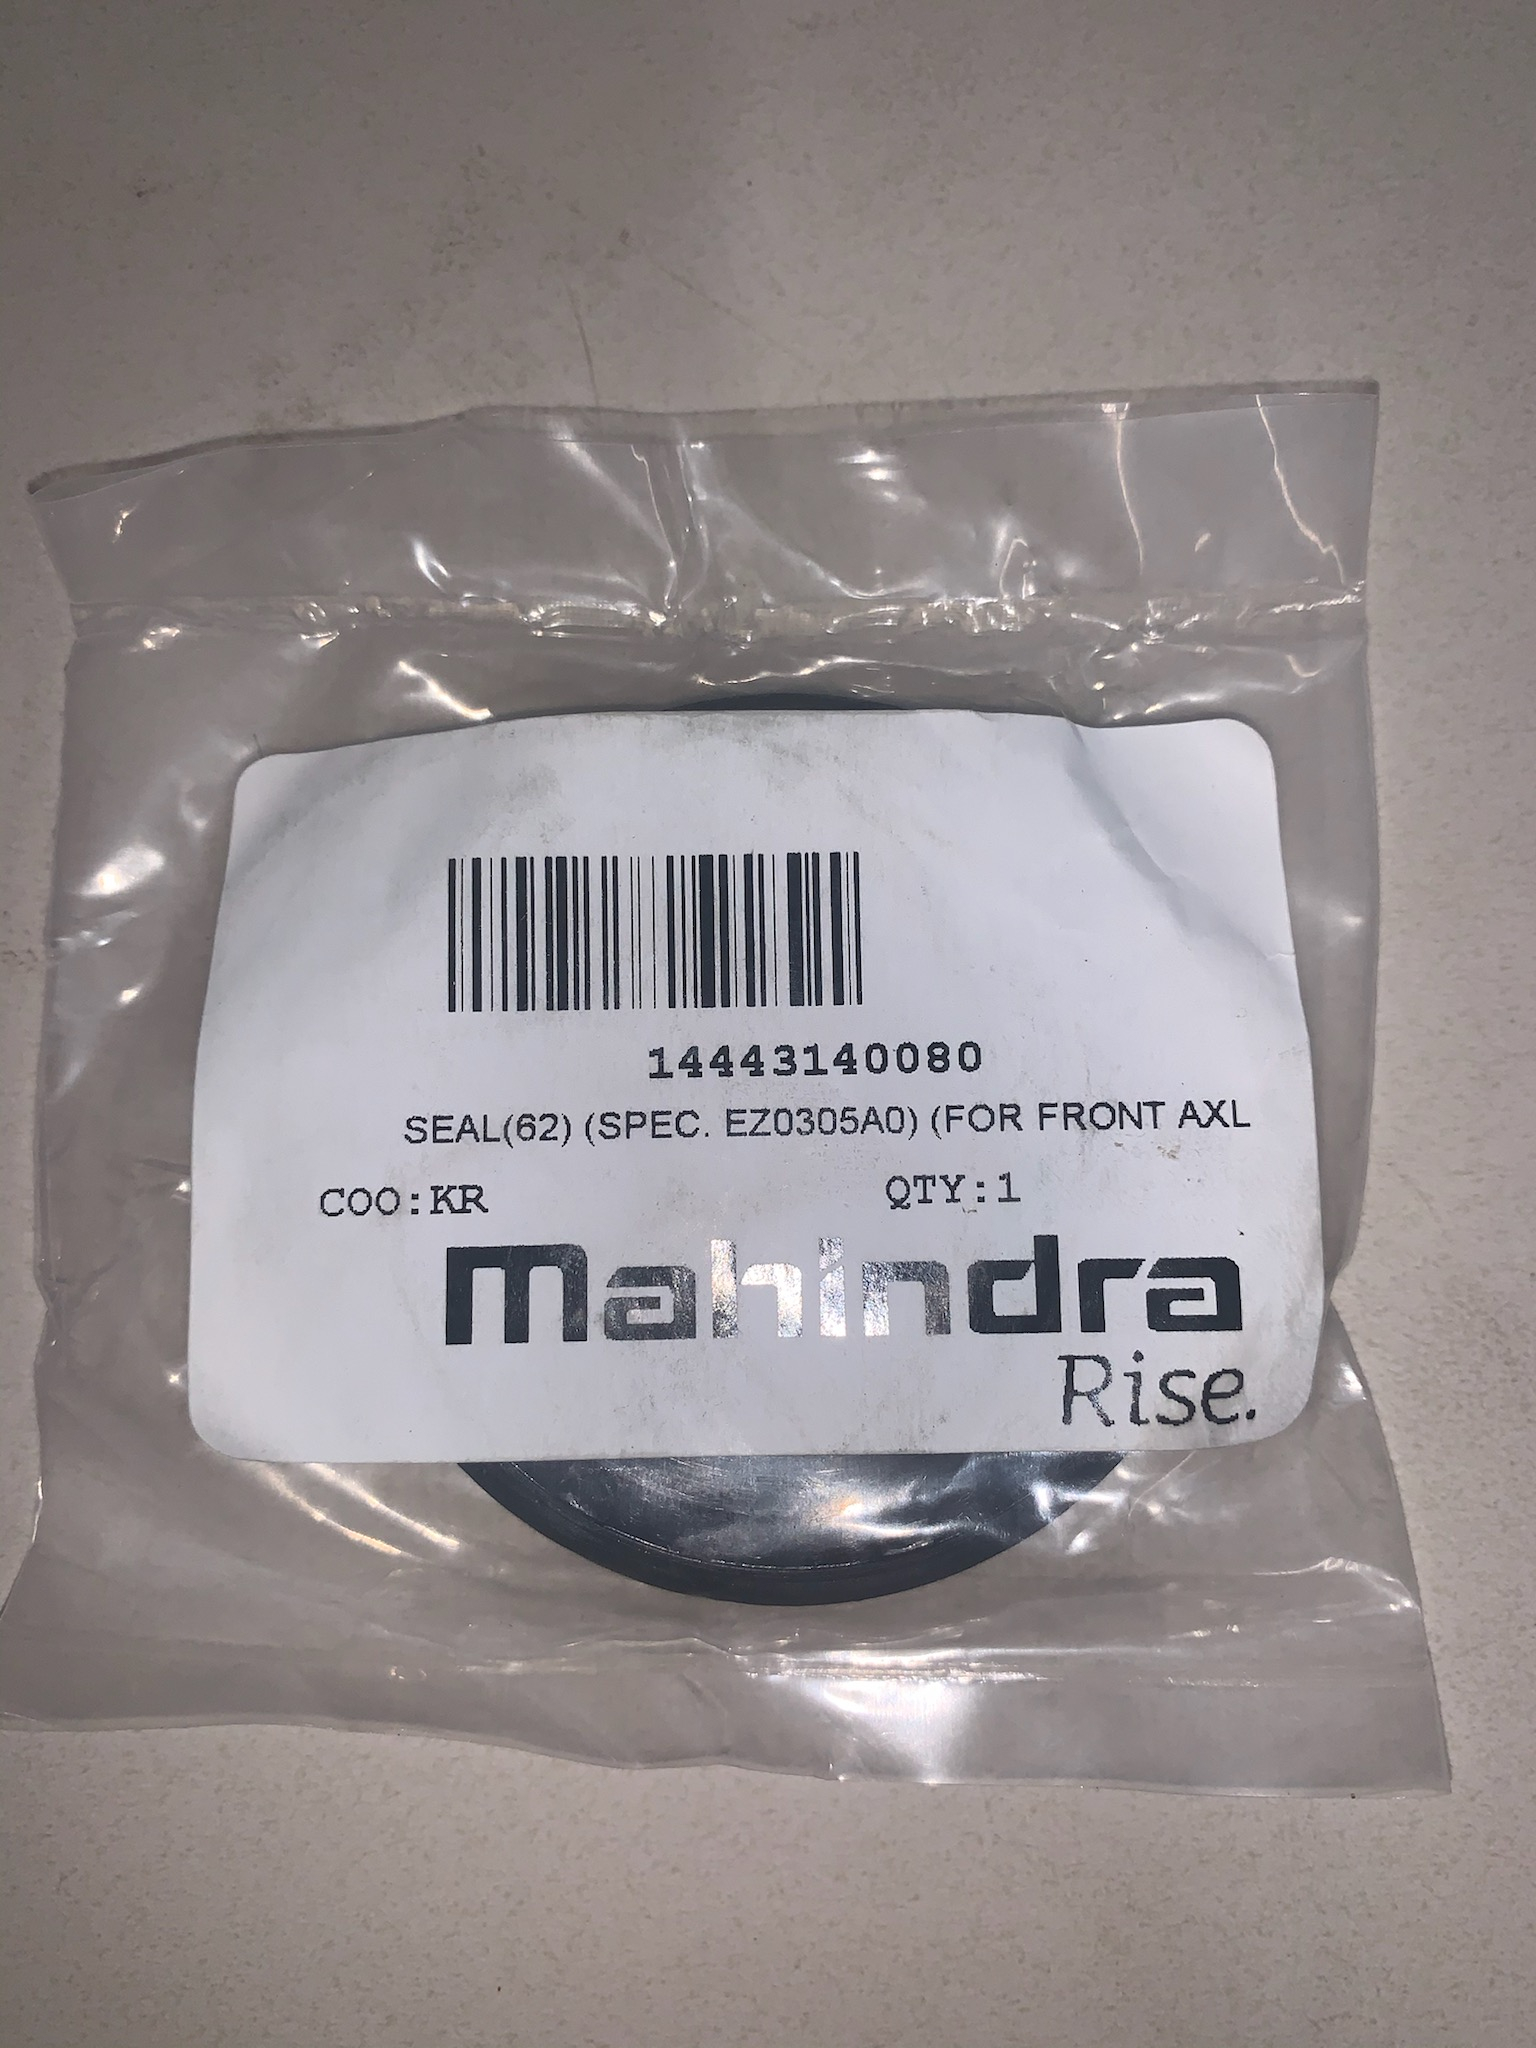 14443140080
SEAL(62) (SPEC. EZ0305A0) (FOR FRONT AXL
COO:KR QTY:1
mahindra
Rise.